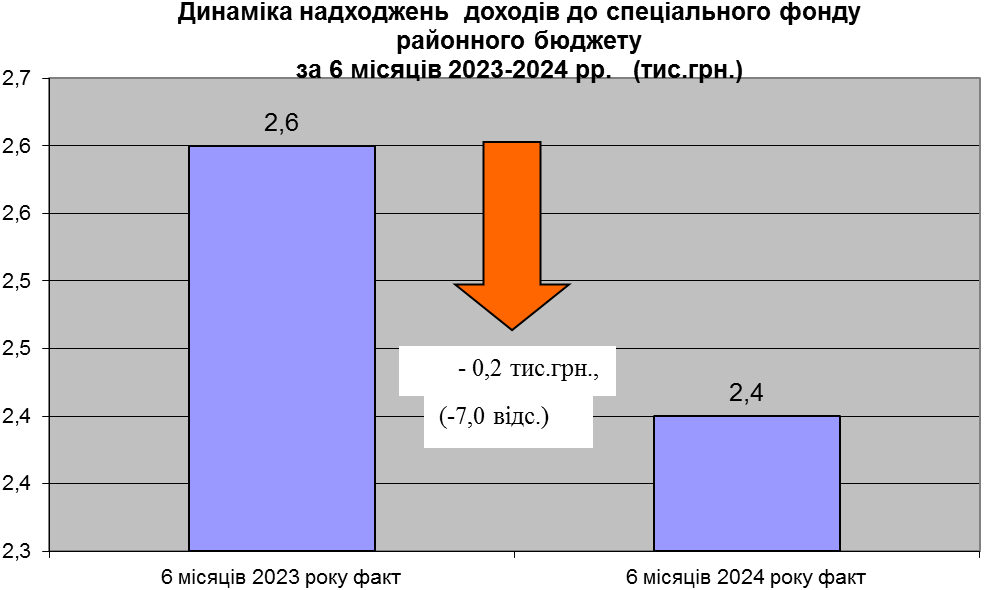 Динаміка надходжень доходів до спеціального фонду
районного бюджету
за 6 місяців 2023-2024 рр. (тис.грн.)
2,7
2,6
2,6
2,5
2,5
2,4
2,4
2,3
2,6
- 0,2 тис.грн.,
(-7,0 відс.)
2,4
6 місяців 2023 року факт
6 місяців 2024 року факт